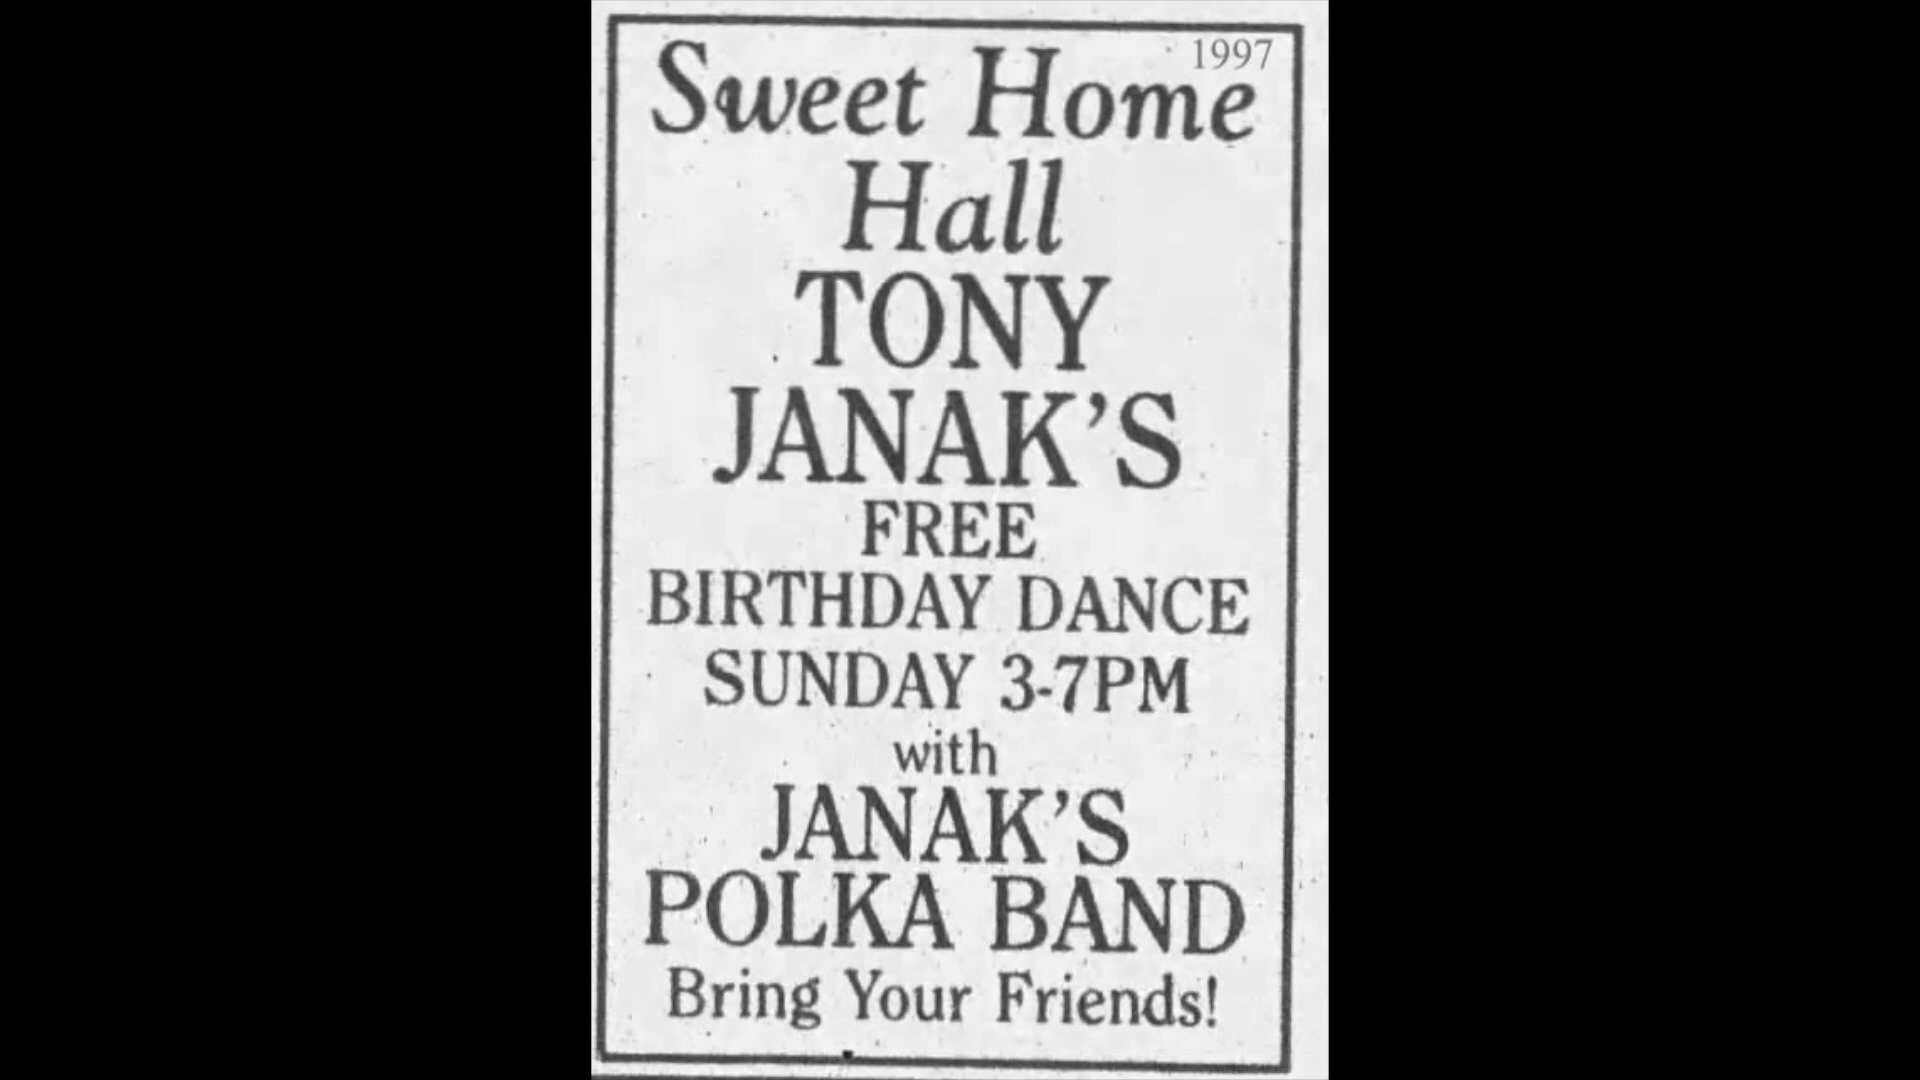 1997
Sweet Home
Hall
TONY
JANAK'S
FREE
BIRTHDAY DANCE
SUNDAY 3-7PM
with
JANAK'S
POLKA BAND
Bring Your Friends!